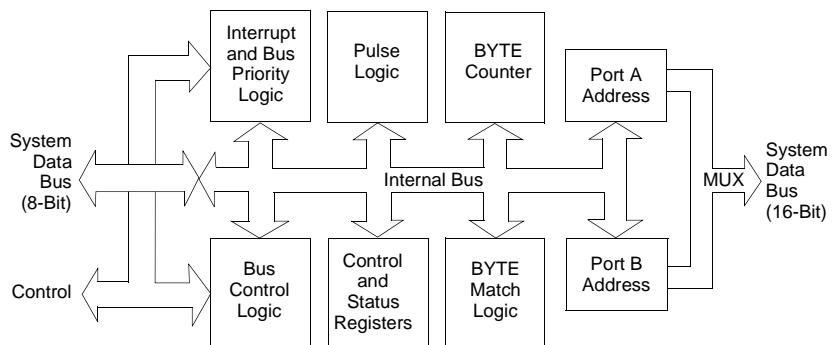 Interrupt
and Bus
Priority
Logic
Pulse
Logic
BYTE
Counter
Port A
Address
System
Data
Bus
(8-Bit)
Internal Bus
MUX
System
Data
Bus
(16-Bit)
Control
Bus
Control
Logic
Control
and
Status
Registers
BYTE
Match
Logic
Port B
Address